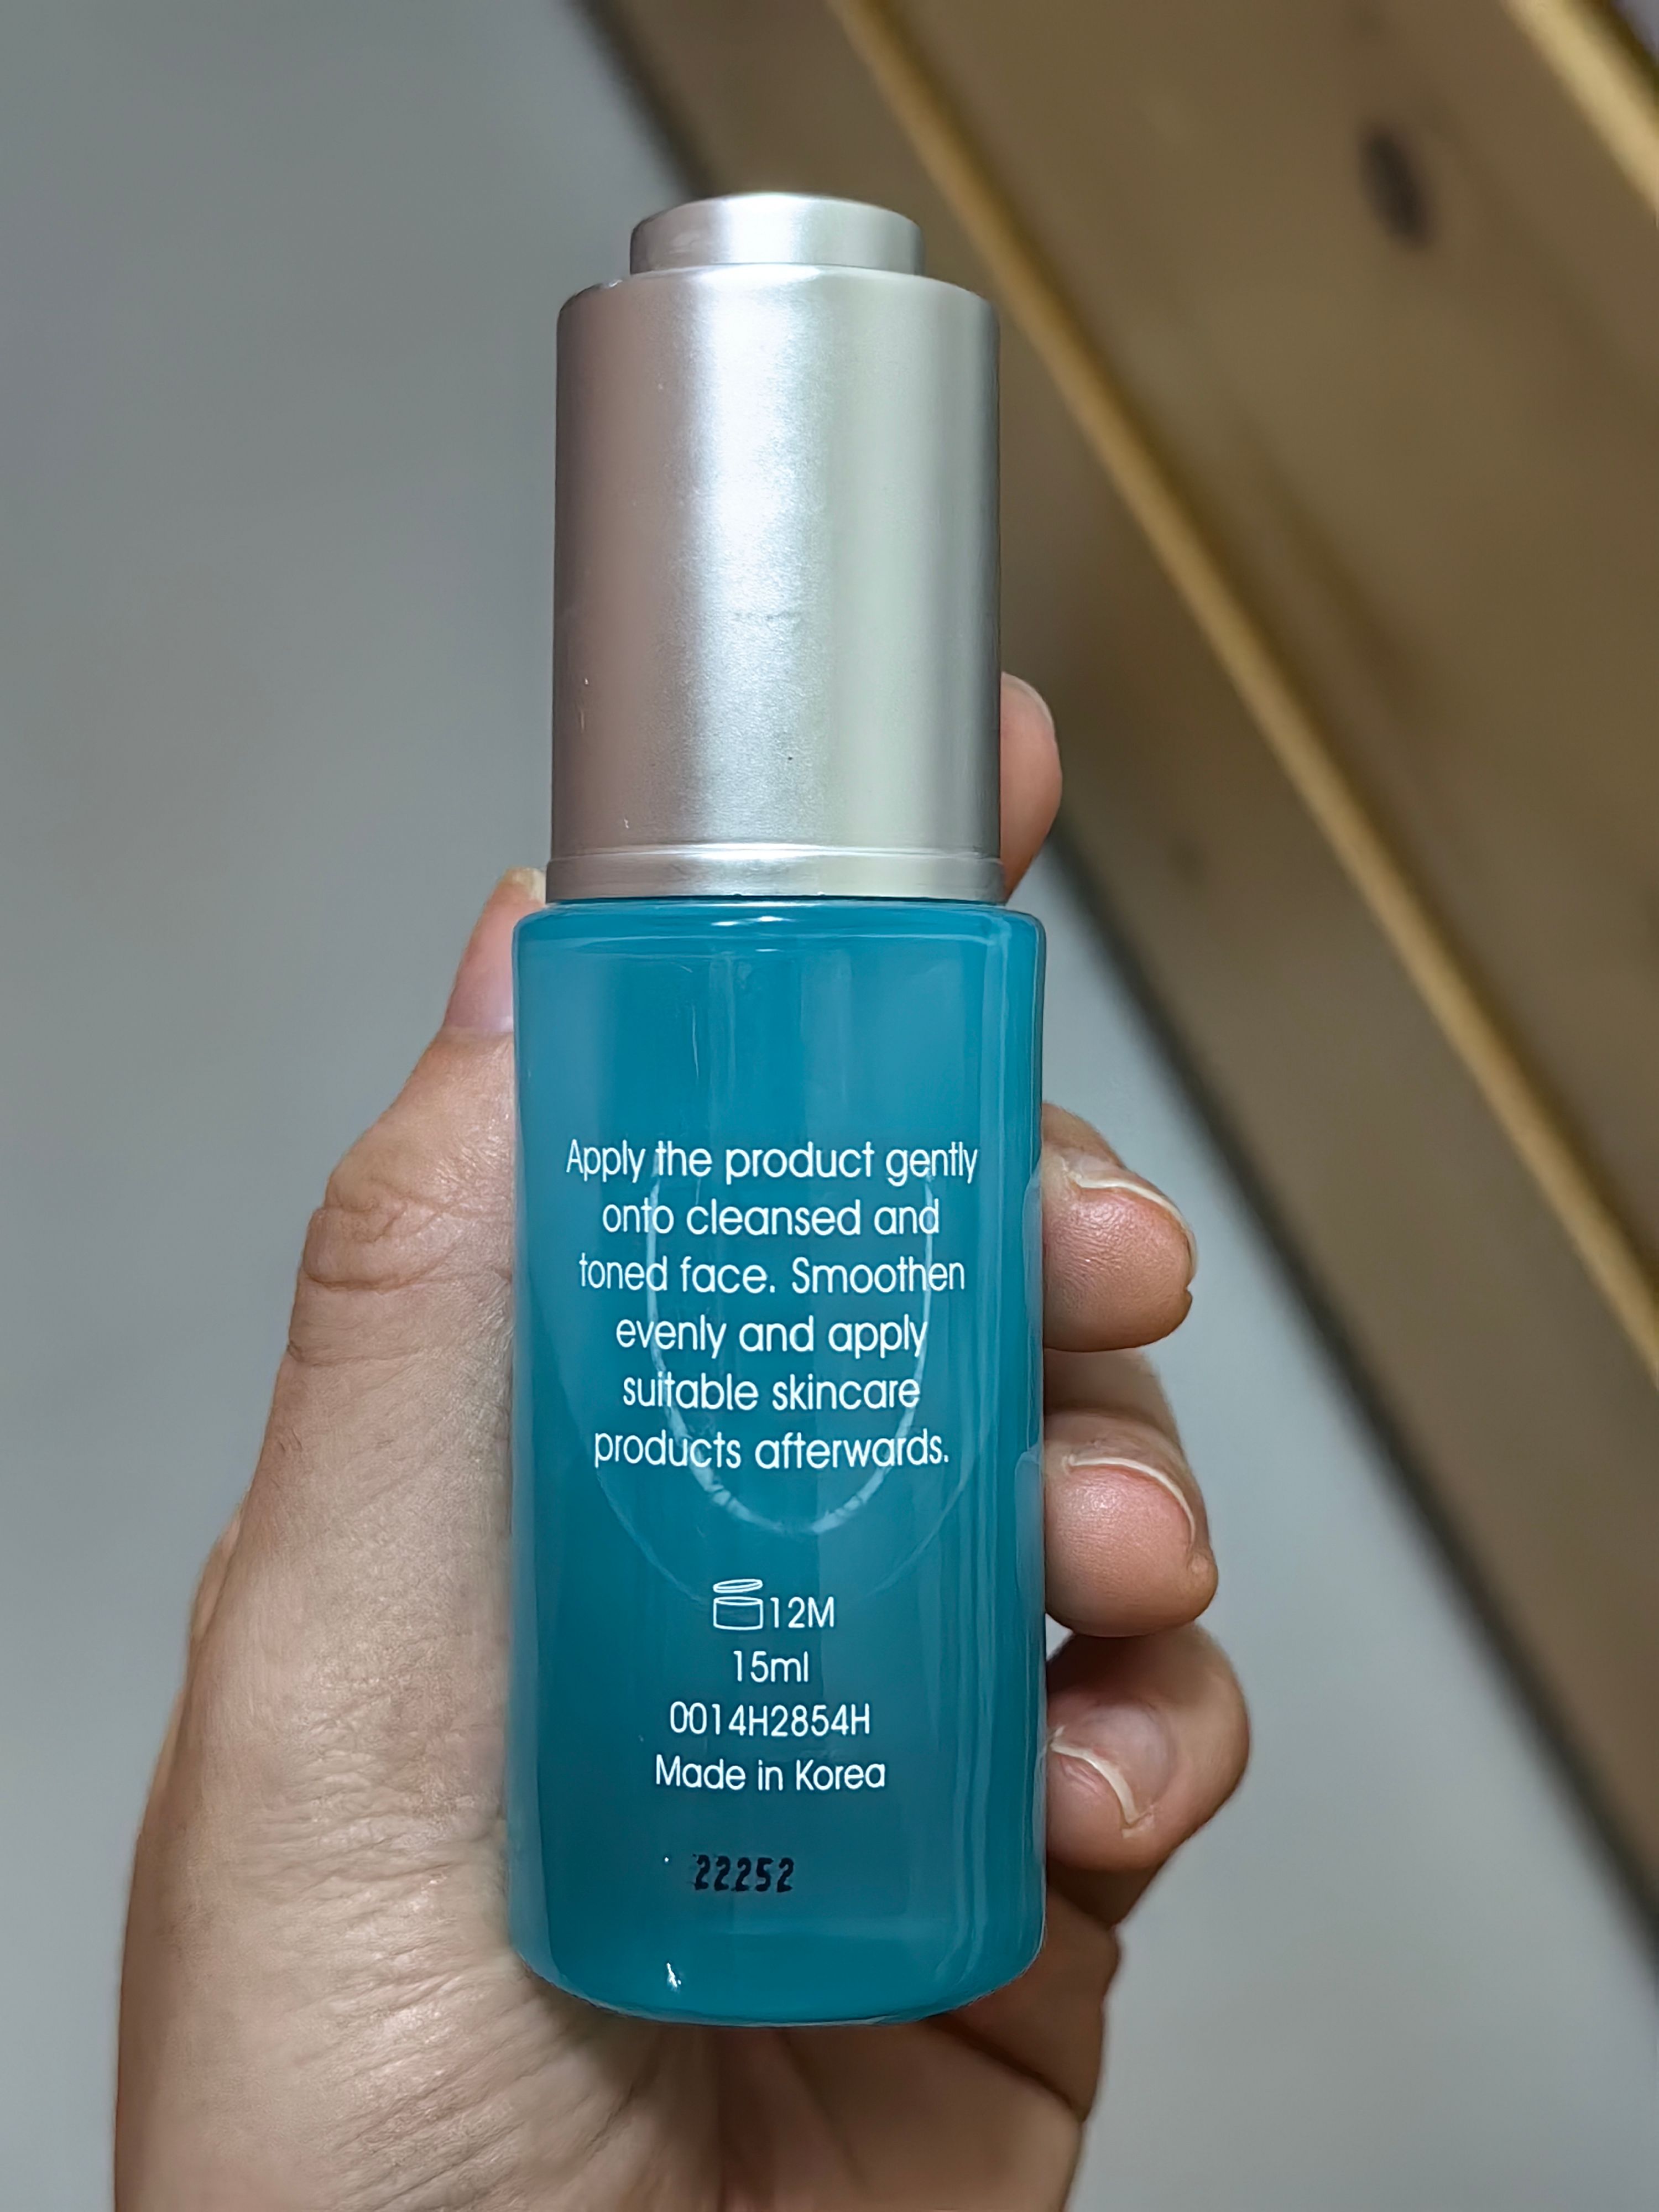 Apply the product gently
onto cleansed and
toned face. Smoothen
evenly and apply
suitable skincare
products afterwards.
12M
15ml
0014H2854H
Made in Korea
22252